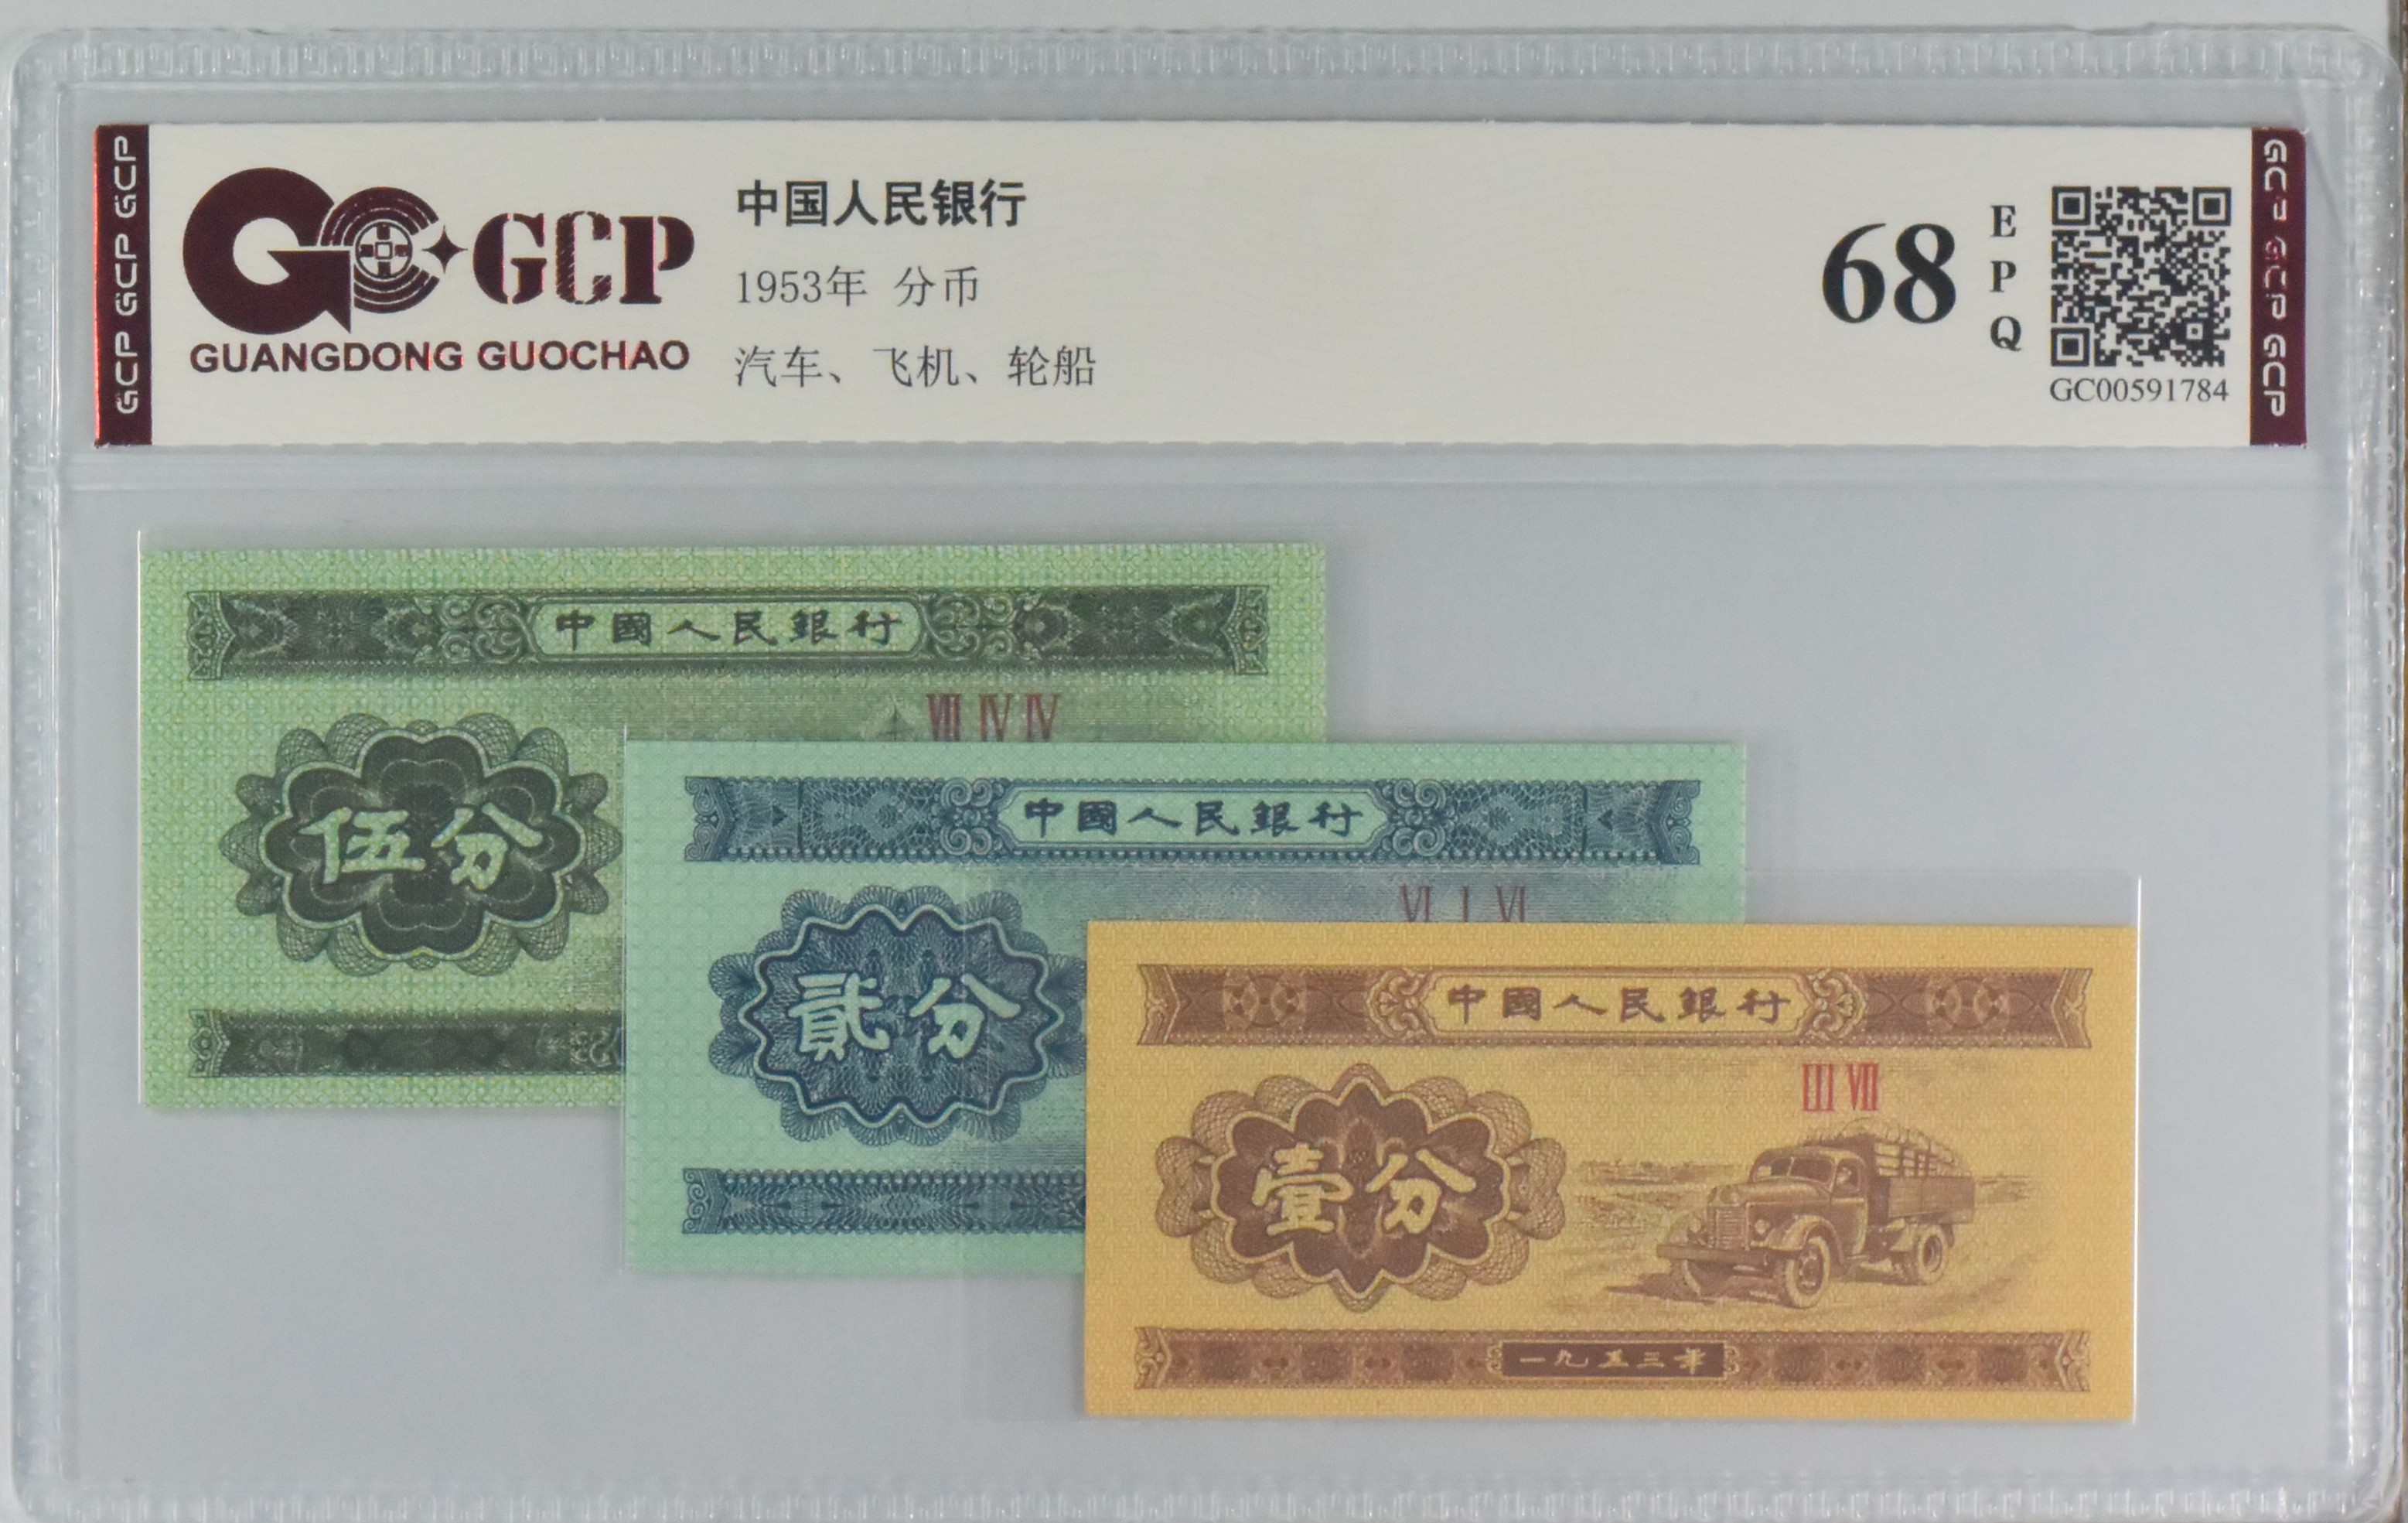 GCP GCP GCP
GCP
GUANGDONG GUOCHAO
中国人民银行
1953年 分币
汽车、飞机、轮船
68
EPQ
GC00591784
GCP GCP GCP
中國人民銀行
VII IV IV
伍分
中國人民銀行
VI I VI
貳分
中國人民銀行
III VII
壹分
一九五三年